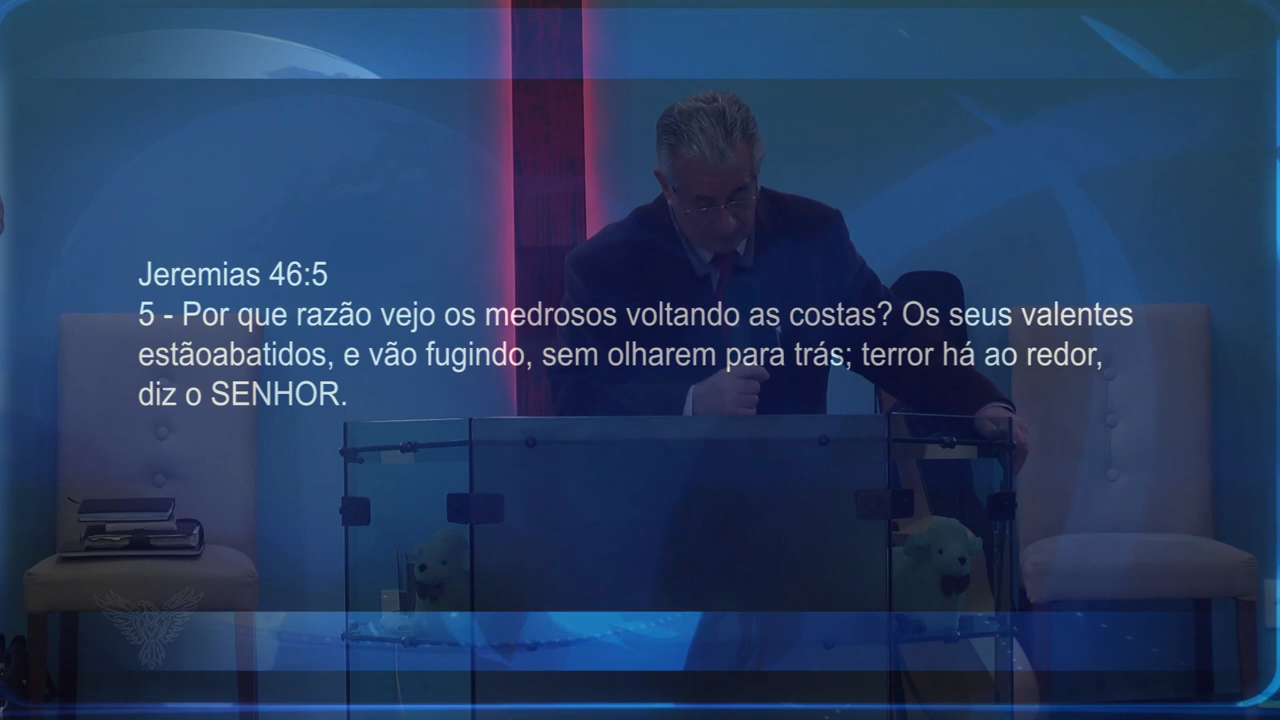 Jeremias 46:5
5 - Por que razão vejo os medrosos voltando as costas? Os seus valentes
estãoabatidos, e vão fugindo, sem olharem para trás; terror há ao redor,
diz o SENHOR.